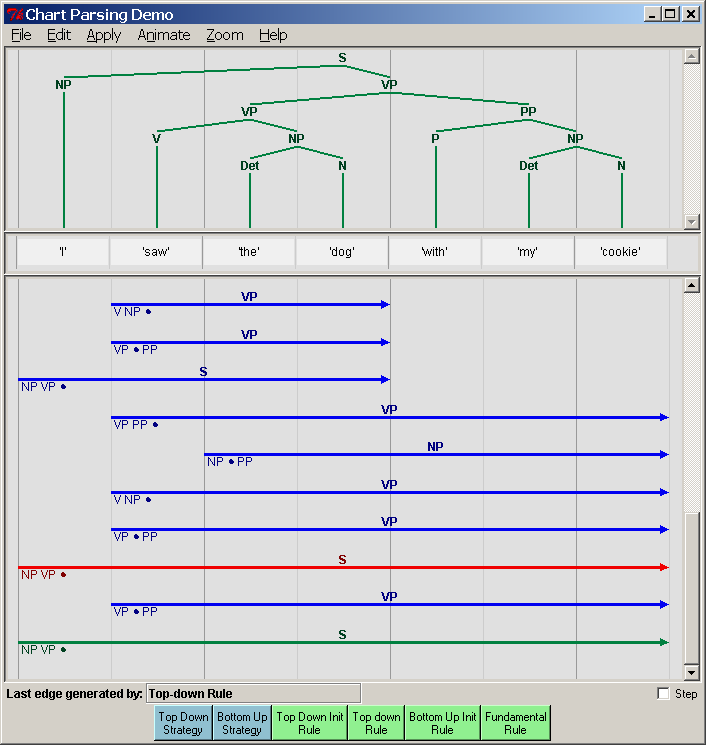 Chart Parsing Demo
File Edit Apply Animate Zoom Help
S
NP VP
VP PP
V NP P NP
Det N Det N
'I' 'saw' 'the' 'dog' 'with' 'my' 'cookie'
VP
V NP •
VP
VP • PP
S
NP VP •
VP
VP PP •
NP
NP • PP
VP
V NP •
VP
VP • PP
S
NP VP •
VP
VP • PP
S
NP VP •
Last edge generated by: Top-down Rule Step
Top Down Bottom Up Top Down Init Top down Bottom Up Init Fundamental
Strategy Strategy Rule Rule Rule Rule